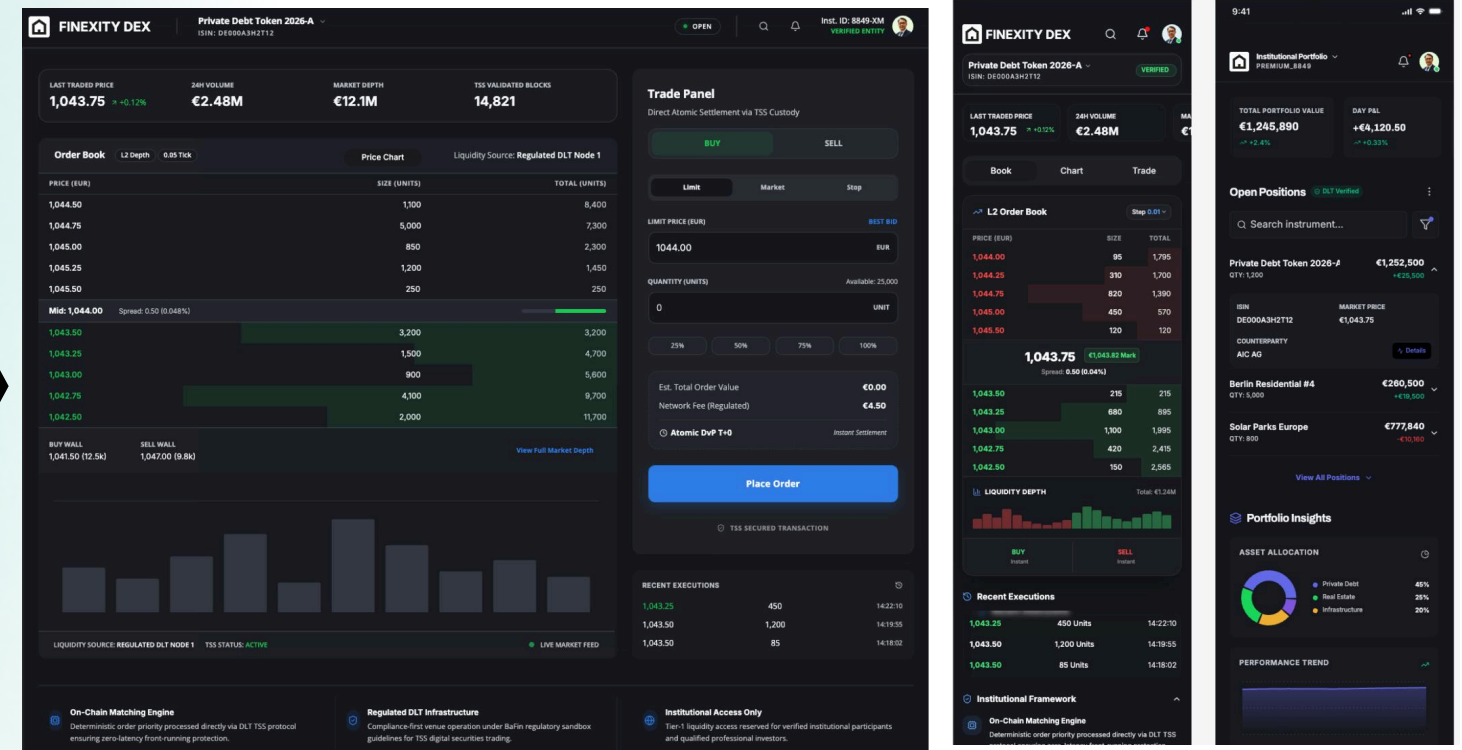 FINEXITY DEX
Private Debt Token 2026-A
ISIN: DE000A3H2T12
OPEN
Inst. ID: 8849-XM
VERIFIED ENTITY
LAST TRADED PRICE
1,043.75 +0.12%
24H VOLUME
€2.48M
MARKET DEPTH
€12.1M
TSS VALIDATED BLOCKS
14,821
Order Book L2 Depth 0.05 Tick Price Chart Liquidity Source: Regulated DLT Node 1
PRICE (EUR) SIZE (UNITS) TOTAL (UNITS)
1,044.50 1,100 8,400
1,044.75 5,000 7,300
1,045.00 850 2,300
1,045.25 1,200 1,450
1,045.50 250 250
Mid: 1,044.00 Spread: 0.50 (0.048%)
1,043.50 3,200 3,200
1,043.25 1,500 4,700
1,043.00 900 5,600
1,042.75 4,100 9,700
1,042.50 2,000 11,700
BUY WALL
1,041.50 (12.5k)
SELL WALL
1,047.00 (9.8k)
View Full Market Depth
LIQUIDITY SOURCE: REGULATED DLT NODE 1 TSS STATUS: ACTIVE LIVE MARKET FEED
Trade Panel
Direct Atomic Settlement via TSS Custody
BUY SELL
Limit Market Stop
LIMIT PRICE (EUR) BEST BID
1044.00 EUR
QUANTITY (UNITS) Available: 25,000
0 UNIT
25% 50% 75% 100%
Est. Total Order Value €0.00
Network Fee (Regulated) €4.50
Atomic DvP T+0 Instant Settlement
Place Order
TSS SECURED TRANSACTION
RECENT EXECUTIONS
1,043.25 450 14:22:10
1,043.50 1,200 14:19:55
1,043.50 85 14:18:02
On-Chain Matching Engine
Deterministic order priority processed directly via DLT TSS protocol
ensuring zero-latency front-running protection.
Regulated DLT Infrastructure
Compliance-first venue operation under BaFin regulatory sandbox
guidelines for TSS digital securities trading.
Institutional Access Only
Tier-1 liquidity access reserved for verified institutional participants
and qualified professional investors.
FINEXITY DEX
Private Debt Token 2026-A
ISIN: DE000A3H2T12
VERIFIED
LAST TRADED PRICE
1,043.75 +0.12%
24H VOLUME
€2.48M
MA
€1
Book Chart Trade
L2 Order Book Step 0.01
PRICE (EUR) SIZE TOTAL
1,044.00 95 1,795
1,044.25 310 1,700
1,044.75 820 1,390
1,045.00 450 570
1,045.50 120 120
1,043.75 €1,043.82 Mark
Spread: 0.50 (0.04%)
1,043.50 215 215
1,043.25 680 895
1,043.00 1,100 1,995
1,042.75 420 2,415
1,042.50 150 2,565
LIQUIDITY DEPTH Total: €1.24M
BUY
Instant
SELL
Instant
Recent Executions
1,043.25 450 Units 14:22:10
1,043.50 1,200 Units 14:19:55
1,043.50 85 Units 14:18:02
Institutional Framework
On-Chain Matching Engine
Deterministic order priority processed directly via DLT TSS
protocol ensuring zero-latency front-running protection
9:41
Institutional Portfolio
PREMIUM_8849
TOTAL PORTFOLIO VALUE
€1,245,890
+2.4%
DAY P&L
+€4,120.50
+0.33%
Open Positions DLT Verified
Search instrument...
Private Debt Token 2026-A €1,252,500
QTY: 1,200 +€25,500
ISIN
DE000A3H2T12
MARKET PRICE
€1,043.75
COUNTERPARTY
AIC AG
Details
Berlin Residential #4 €260,500
QTY: 5,000 +€19,500
Solar Parks Europe €777,840
QTY: 800 -€10,160
View All Positions
Portfolio Insights
ASSET ALLOCATION
Private Debt 45%
Real Estate 25%
Infrastructure 20%
PERFORMANCE TREND